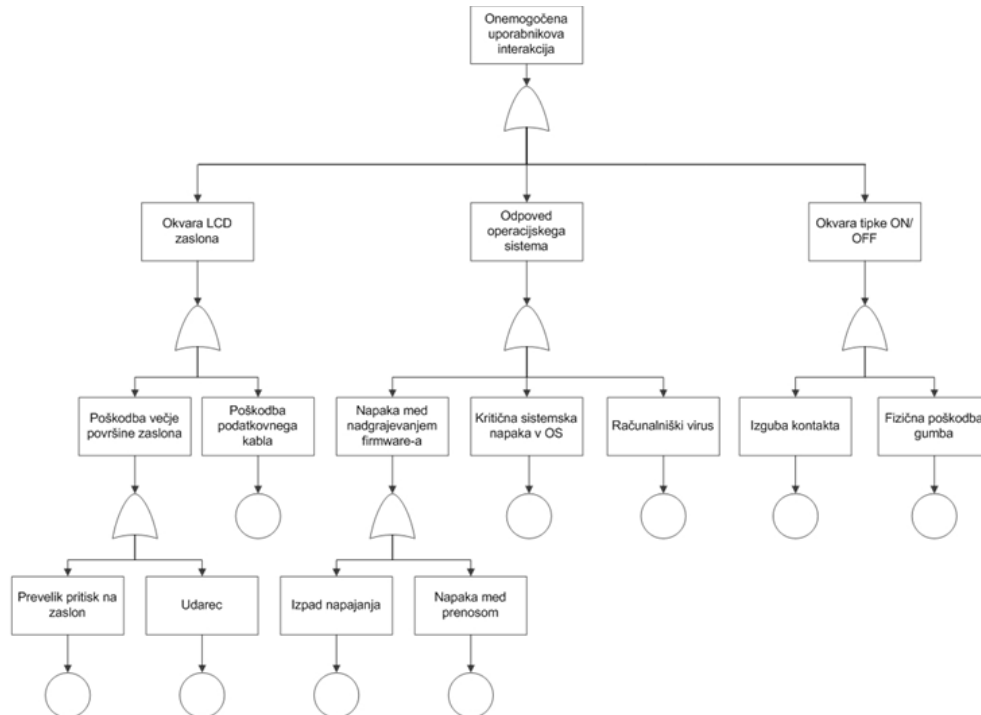 Onemogočena
uporabnikova
interakcija
Okvara LCD
zaslona
Odpoved
operacijskega
sistema
Okvara tipke ON/
OFF
Poškodba večje
površine zaslona
Poškodba
podatkovnega
kabla
Napaka med
nadgrajevanjem
firmware-a
Kritična sistemska
napaka v OS
Računalniški virus
Izguba kontakta
Fizična poškodba
gumba
Prevelik pritisk na
zaslon
Udarec
Izpad napajanja
Napaka med
prenosom